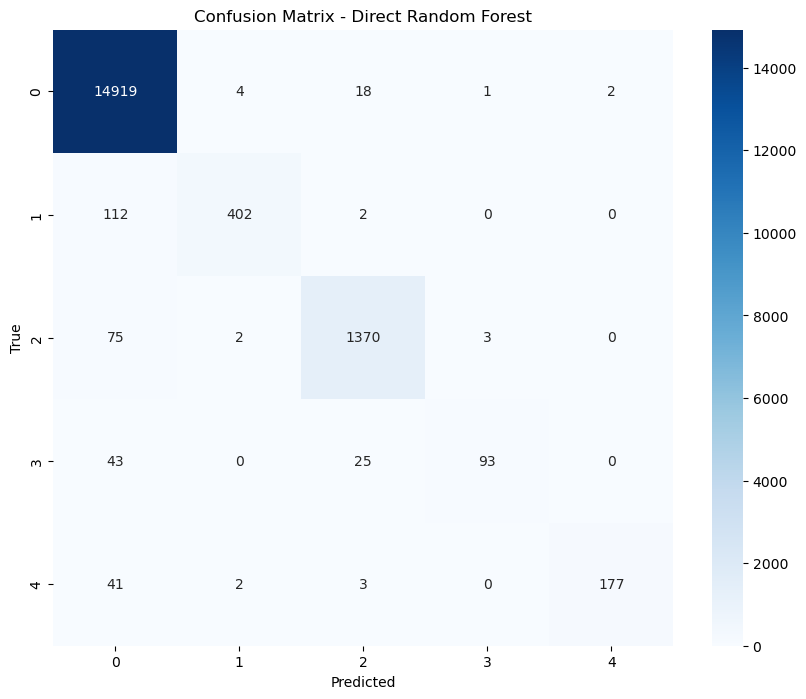 Confusion Matrix - Direct Random Forest
0 14919 4 18 1 2
1 112 402 2 0 0
2 75 2 1370 3 0
3 43 0 25 93 0
4 41 2 3 0 177
0 1 2 3 4
Predicted
True
14000
12000
10000
8000
6000
4000
2000
0